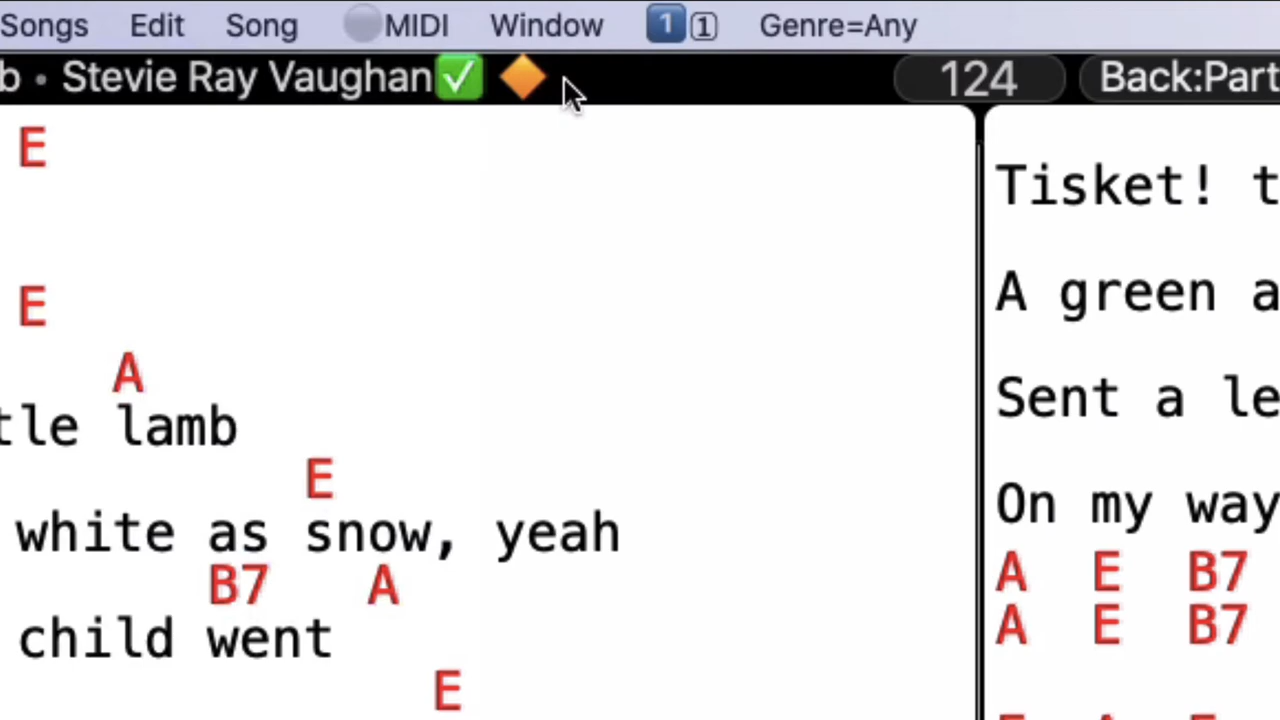 Songs Edit Song MIDI Window 1 1 Genre=Any
b • Stevie Ray Vaughan 124 Back:Part
E
E
A
tle lamb
E
white as snow, yeah
B7 A
child went
E
Tisket! t
A green a
Sent a le
On my way
A E B7
A E B7